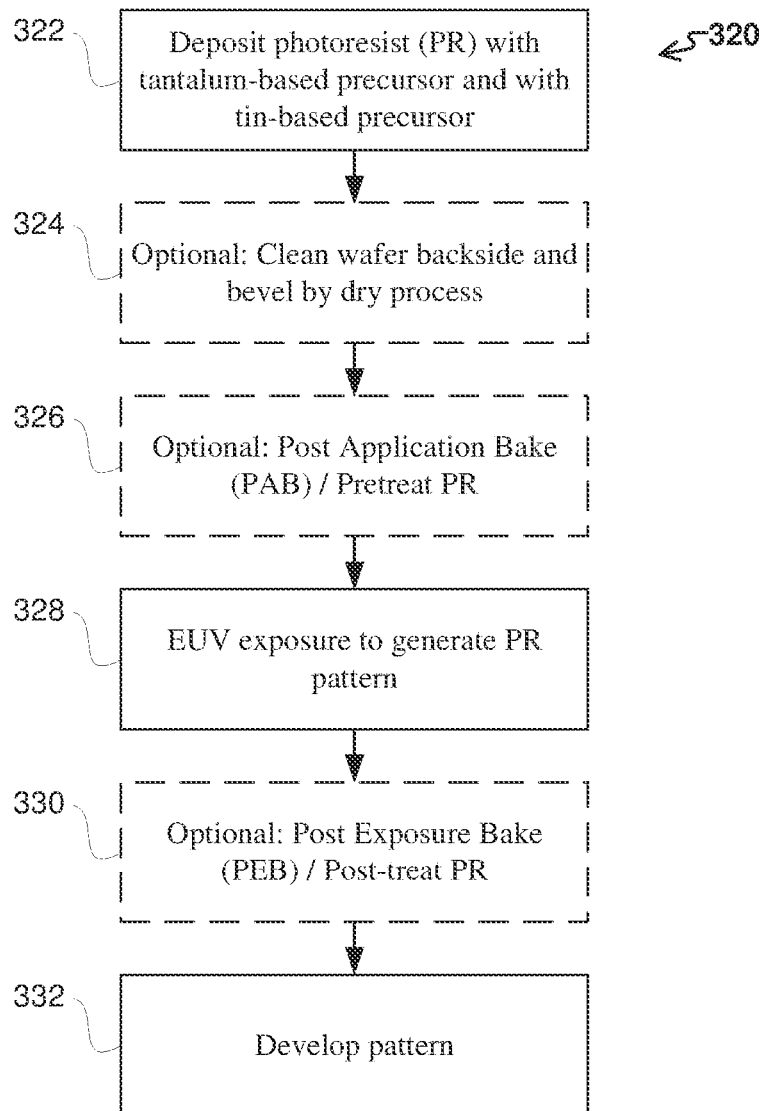 320
322
Deposit photoresist (PR) with
tantalum-based precursor and with
tin-based precursor
324
Optional: Clean wafer backside and
bevel by dry process
326
Optional: Post Application Bake
(PAB) / Pretreat PR
328
EUV exposure to generate PR
pattern
330
Optional: Post Exposure Bake
(PEB) / Post-treat PR
332
Develop pattern